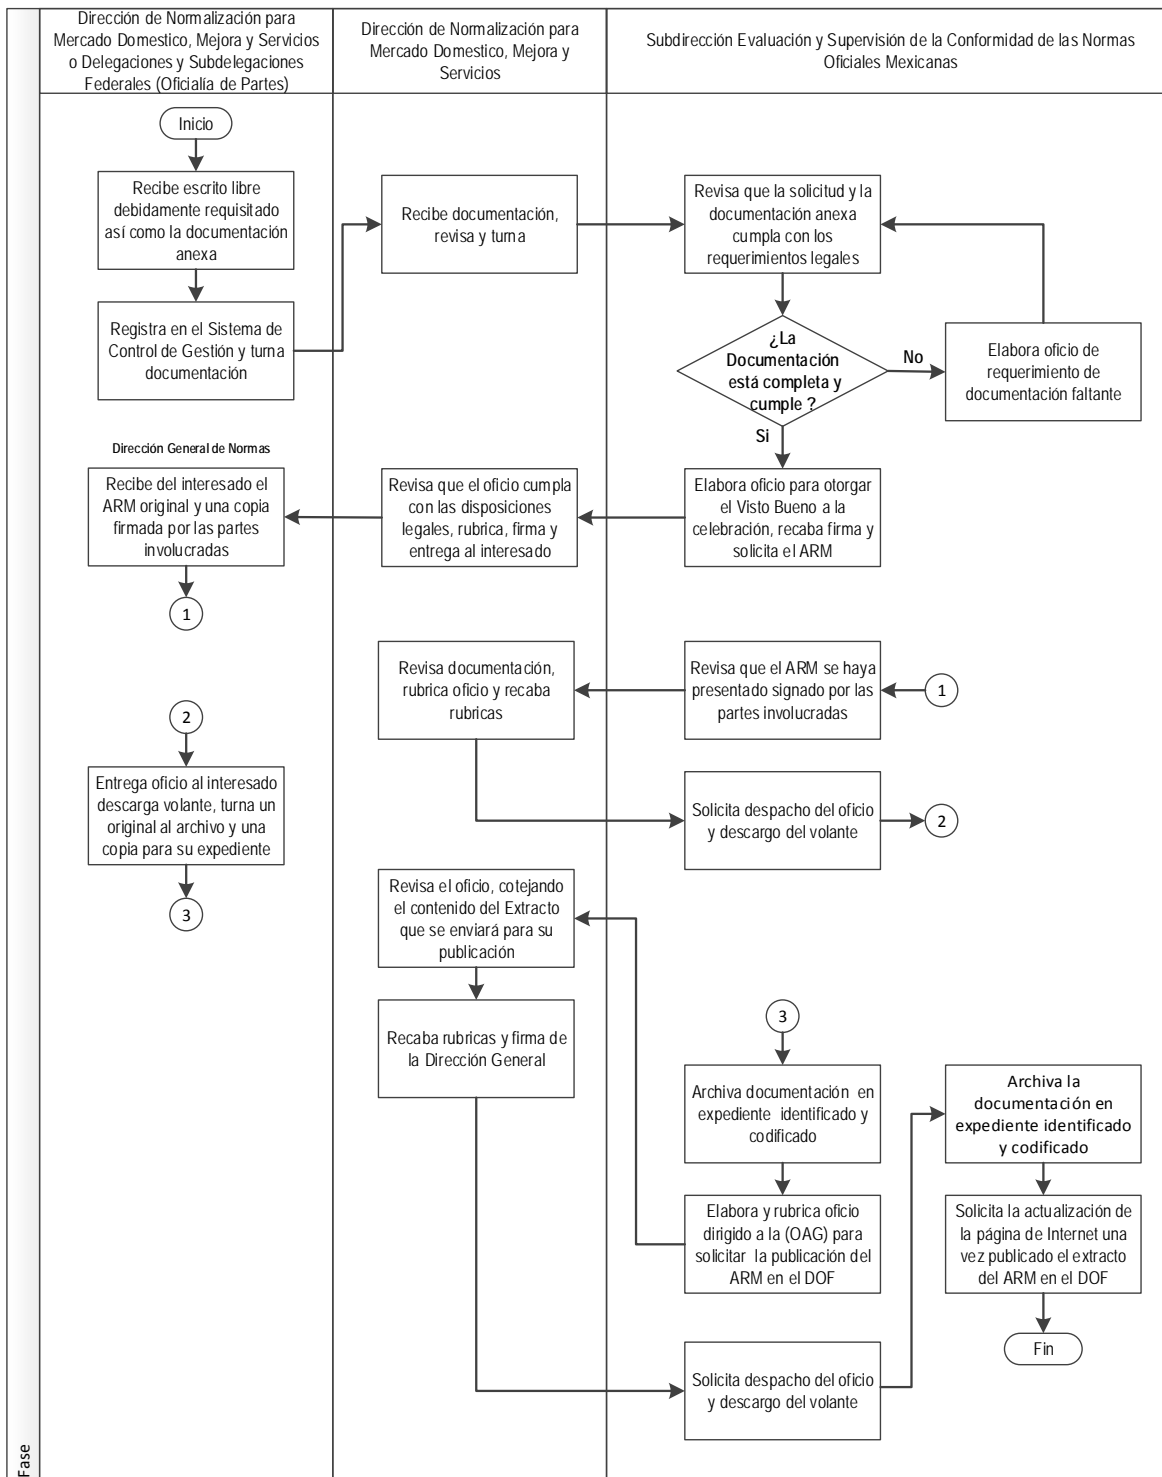 Dirección de Normalización para
Mercado Domestico, Mejora y Servicios
o Delegaciones y Subdelegaciones
Federales (Oficialía de Partes)
Dirección de Normalización para
Mercado Domestico, Mejora y
Servicios
Subdirección Evaluación y Supervisión de la Conformidad de las Normas
Oficiales Mexicanas
Inicio
Recibe escrito libre
debidamente requisitado
así como la documentación
anexa
Registra en el Sistema de
Control de Gestión y turna
documentación
Recibe documentación,
revisa y turna
Revisa que la solicitud y la
documentación anexa
cumpla con los
requerimientos legales
¿La
Documentación
está completa y
cumple ?
No
Elabora oficio de
requerimiento de
documentación faltante
Si
Elabora oficio para otorgar
el Visto Bueno a la
celebración, recaba firma y
solicita el ARM
Revisa que el oficio cumpla
con las disposiciones
legales, rubrica, firma y
entrega al interesado
Dirección General de Normas
Recibe del interesado el
ARM original y una copia
firmada por las partes
involucradas
1
1
Revisa que el ARM se haya
presentado signado por las
partes involucradas
Revisa documentación,
rubrica oficio y recaba
rubricas
Solicita despacho del oficio
y descargo del volante
2
2
Entrega oficio al interesado
descarga volante, turna un
original al archivo y una
copia para su expediente
3
3
Archiva documentación en
expediente identificado y
codificado
Elabora y rubrica oficio
dirigido a la (OAG) para
solicitar la publicación del
ARM en el DOF
Revisa el oficio, cotejando
el contenido del Extracto
que se enviará para su
publicación
Recaba rubricas y firma de
la Dirección General
Solicita despacho del oficio
y descargo del volante
Archiva la
documentación en
expediente identificado
y codificado
Solicita la actualización de
la página de Internet una
vez publicado el extracto
del ARM en el DOF
Fin
Fase